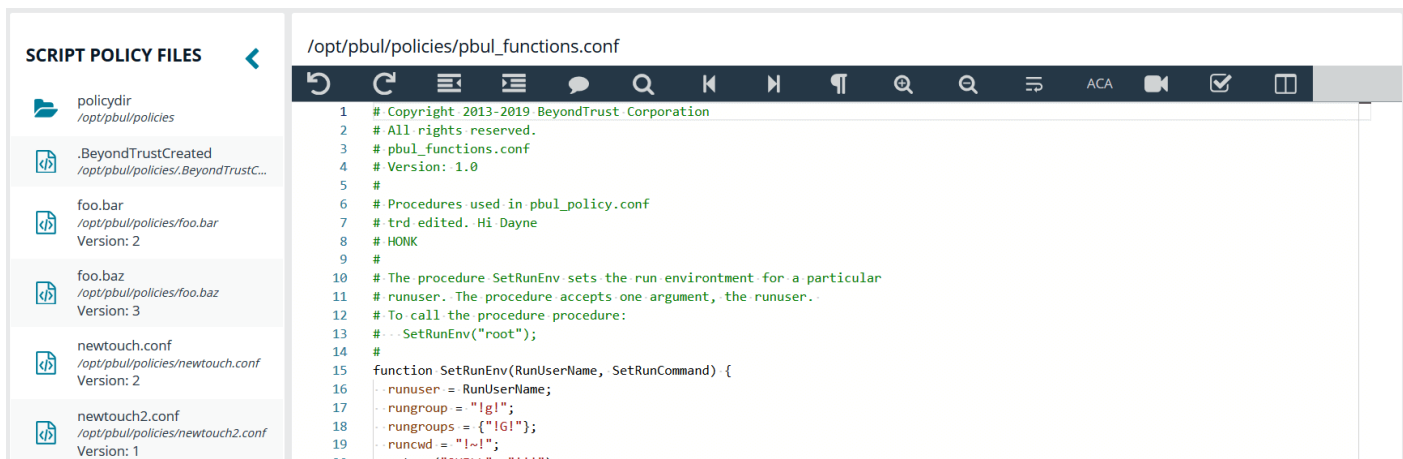 SCRIPT POLICY FILES
policydir
/opt/pbul/policies
.BeyondTrustCreated
/opt/pbul/policies/.BeyondTrustC...
foo.bar
/opt/pbul/policies/foo.bar
Version: 2
foo.baz
/opt/pbul/policies/foo.baz
Version: 3
newtouch.conf
/opt/pbul/policies/newtouch.conf
Version: 2
newtouch2.conf
/opt/pbul/policies/newtouch2.conf
Version: 1
/opt/pbul/policies/pbul_functions.conf
ACA
1 # Copyright 2013-2019 BeyondTrust Corporation
2 # All rights reserved.
3 # pbul_functions.conf
4 # Version: 1.0
5 #
6 # Procedures used in pbul_policy.conf
7 # trd edited. Hi Dayne
8 # HONK
9 #
10 # The procedure SetRunEnv sets the run environtment for a particular
11 # runuser. The procedure accepts one argument, the runuser.
12 # To call the procedure procedure:
13 #   SetRunEnv("root");
14 #
15 function SetRunEnv(RunUserName, SetRunCommand) {
16   runuser = RunUserName;
17   rungroup = "!g!";
18   rungroups = {"!G!"};
19   runcwd = "!~!";